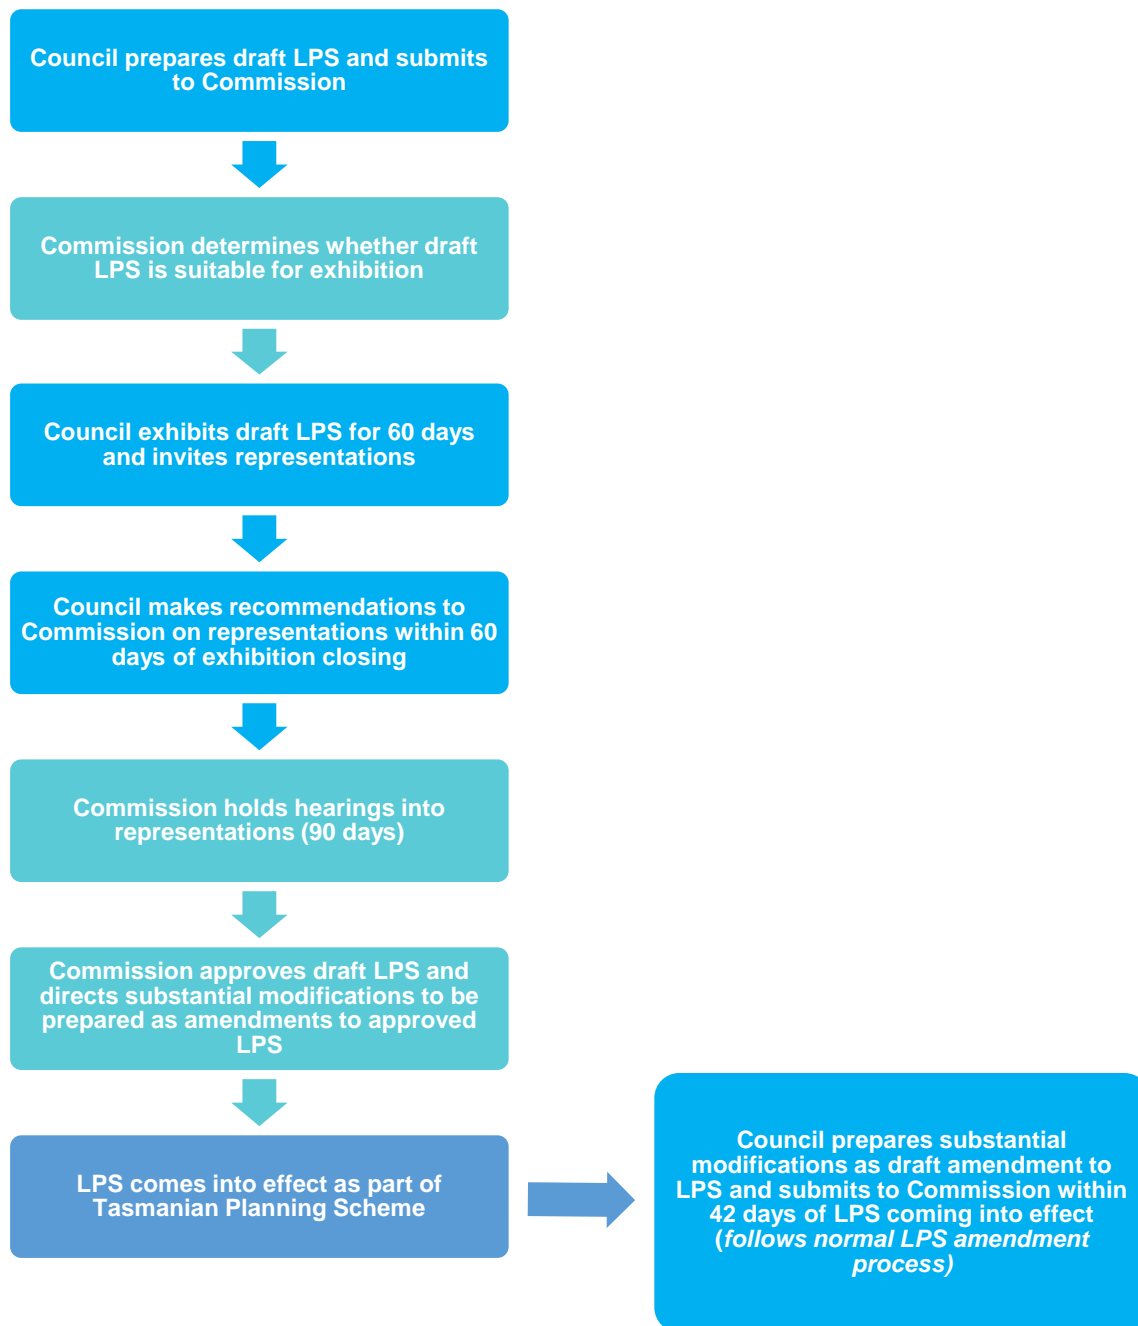 Council prepares draft LPS and submits
to Commission
Commission determines whether draft
LPS is suitable for exhibition
Council exhibits draft LPS for 60 days
and invites representations
Council makes recommendations to
Commission on representations within 60
days of exhibition closing
Commission holds hearings into
representations (90 days)
Commission approves draft LPS and
directs substantial modifications to be
prepared as amendments to approved
LPS
LPS comes into effect as part of
Tasmanian Planning Scheme
Council prepares substantial
modifications as draft amendment to
LPS and submits to Commission within
42 days of LPS coming into effect
(follows normal LPS amendment
process)